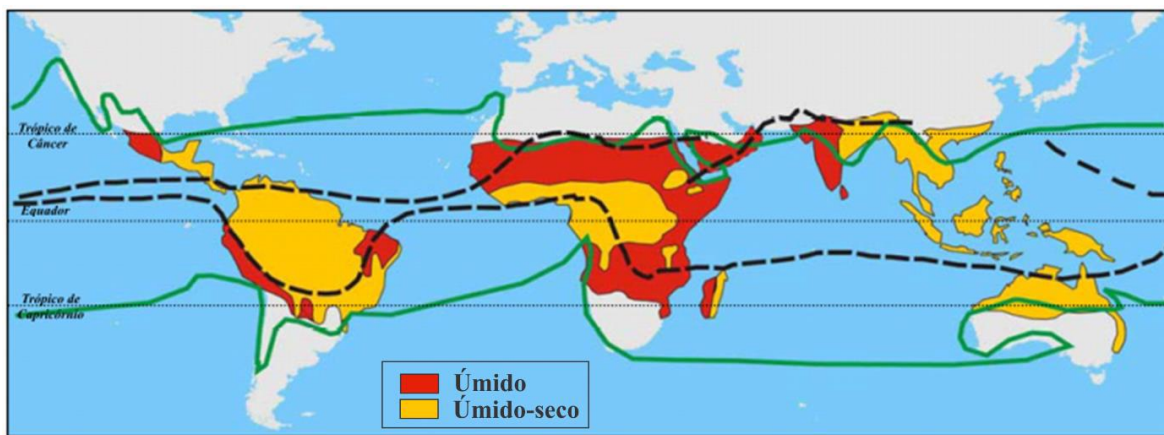 Trópico de
Câncer
Equador
Trópico de
Capricórnio
Úmido
Úmido-seco